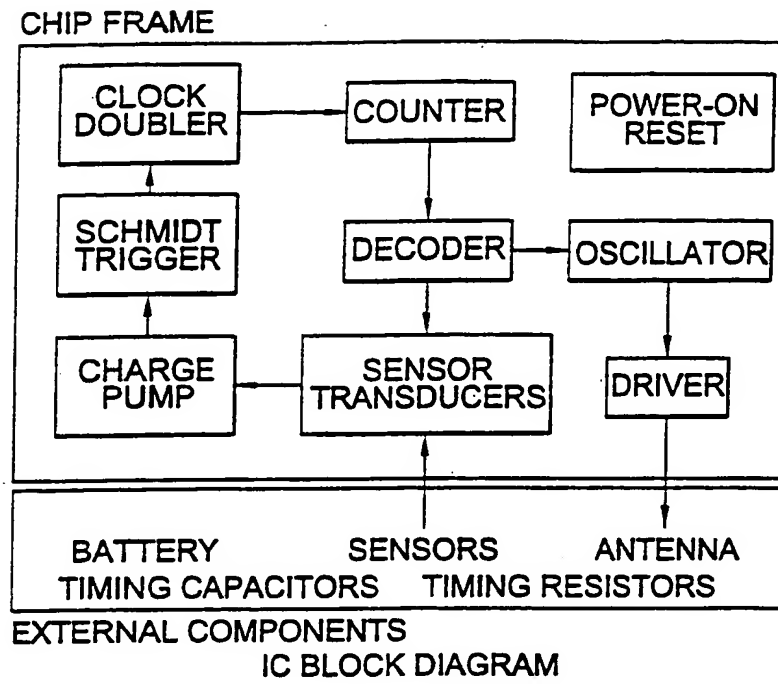 CHIP FRAME
CLOCK
DOUBLER
COUNTER
POWER-ON
RESET
SCHMIDT
TRIGGER
DECODER
OSCILLATOR
CHARGE
PUMP
SENSOR
TRANSDUCERS
DRIVER
BATTERY
SENSORS
ANTENNA
TIMING CAPACITORS
TIMING RESISTORS
EXTERNAL COMPONENTS
IC BLOCK DIAGRAM